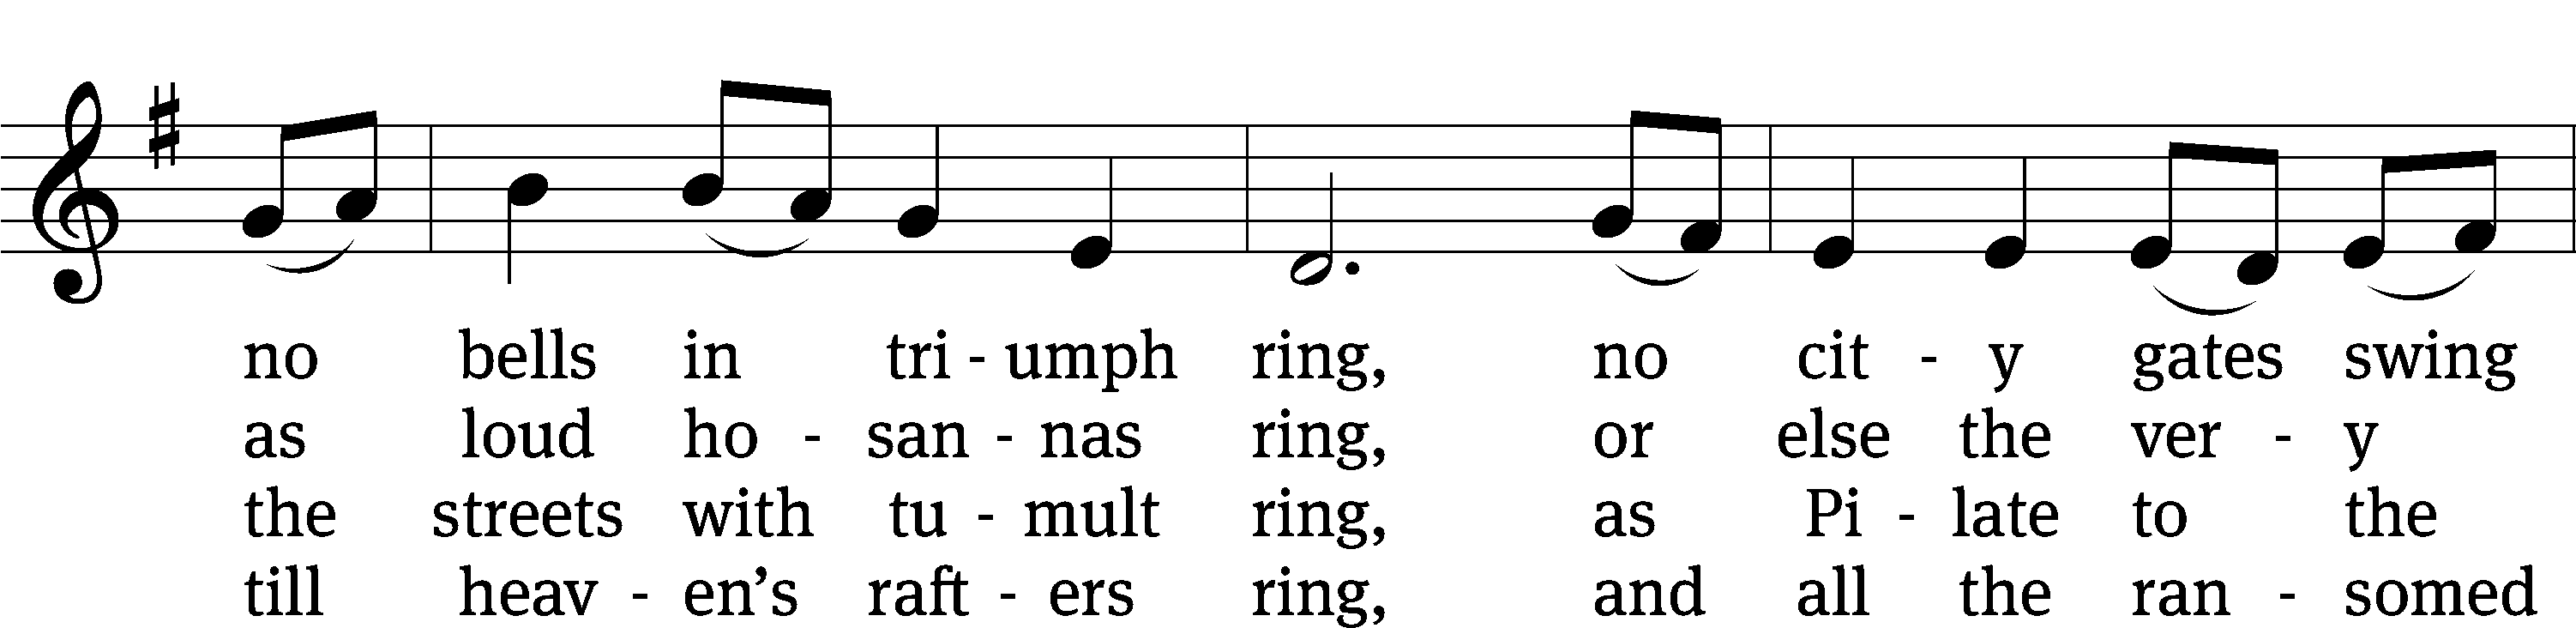 no bells in tri - umph ring, no cit - y gates swing
as loud ho - san - nas ring, or else the ver - y
the streets with tu - mult ring, as Pi - late to the
till heav - en’s raft - ers ring, and all the ran - somed